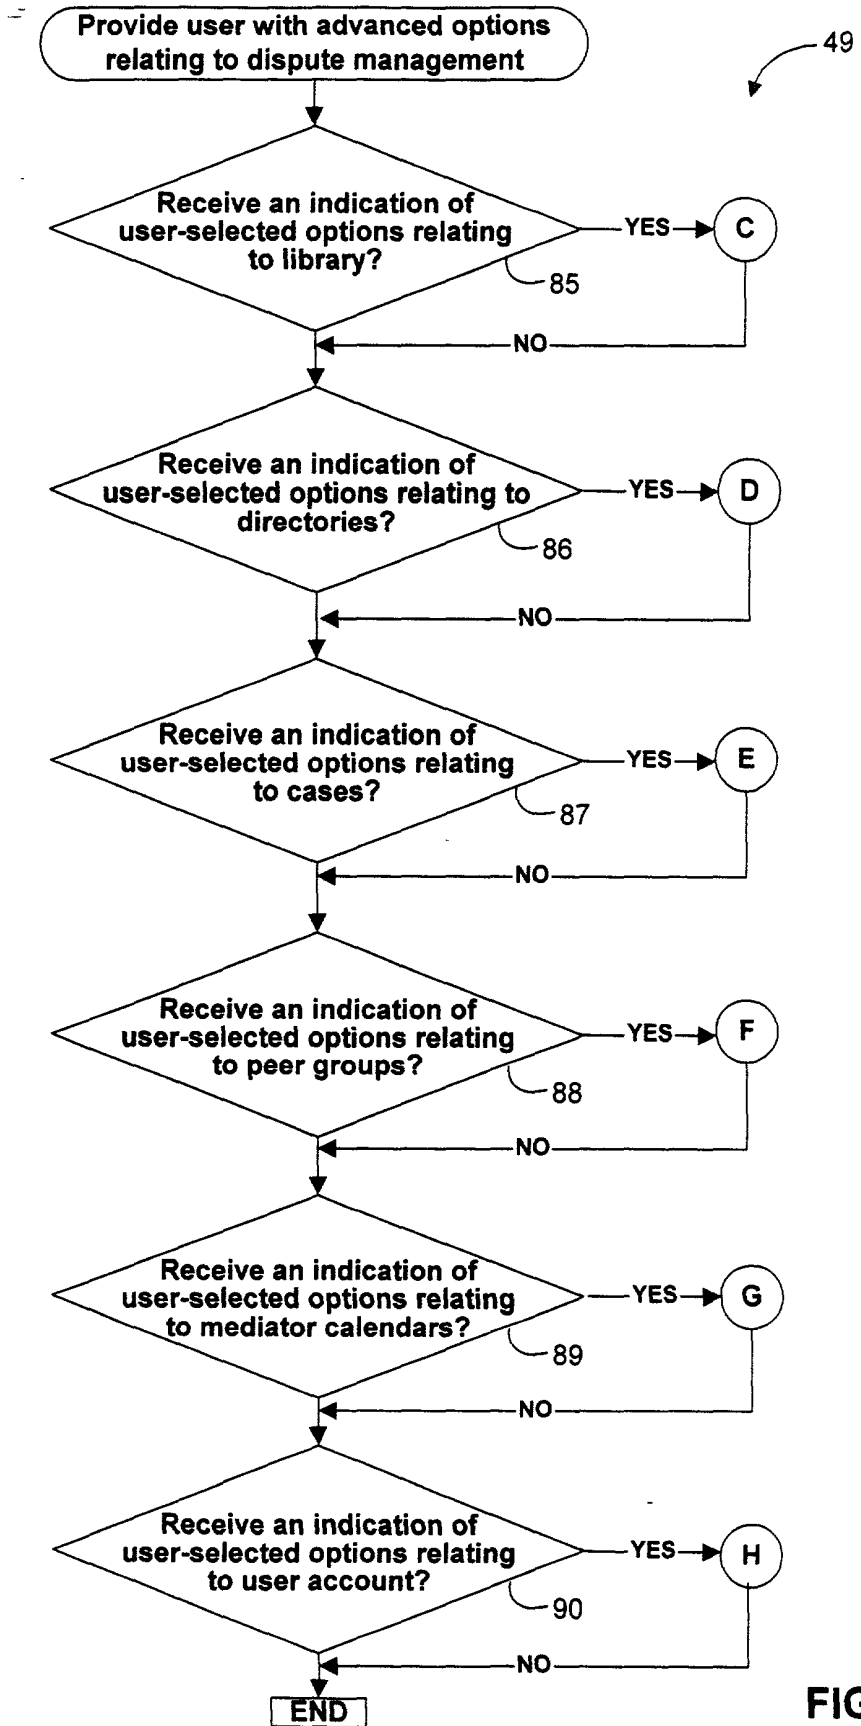 Provide user with advanced options
relating to dispute management
49
Receive an indication of
user-selected options relating
to library?
YES
C
85
NO
Receive an indication of
user-selected options relating to
directories?
YES
D
86
NO
Receive an indication of
user-selected options relating
to cases?
YES
E
87
NO
Receive an indication of
user-selected options relating
to peer groups?
YES
F
88
NO
Receive an indication of
user-selected options relating
to mediator calendars?
YES
G
89
NO
Receive an indication of
user-selected options relating
to user account?
YES
H
90
NO
END